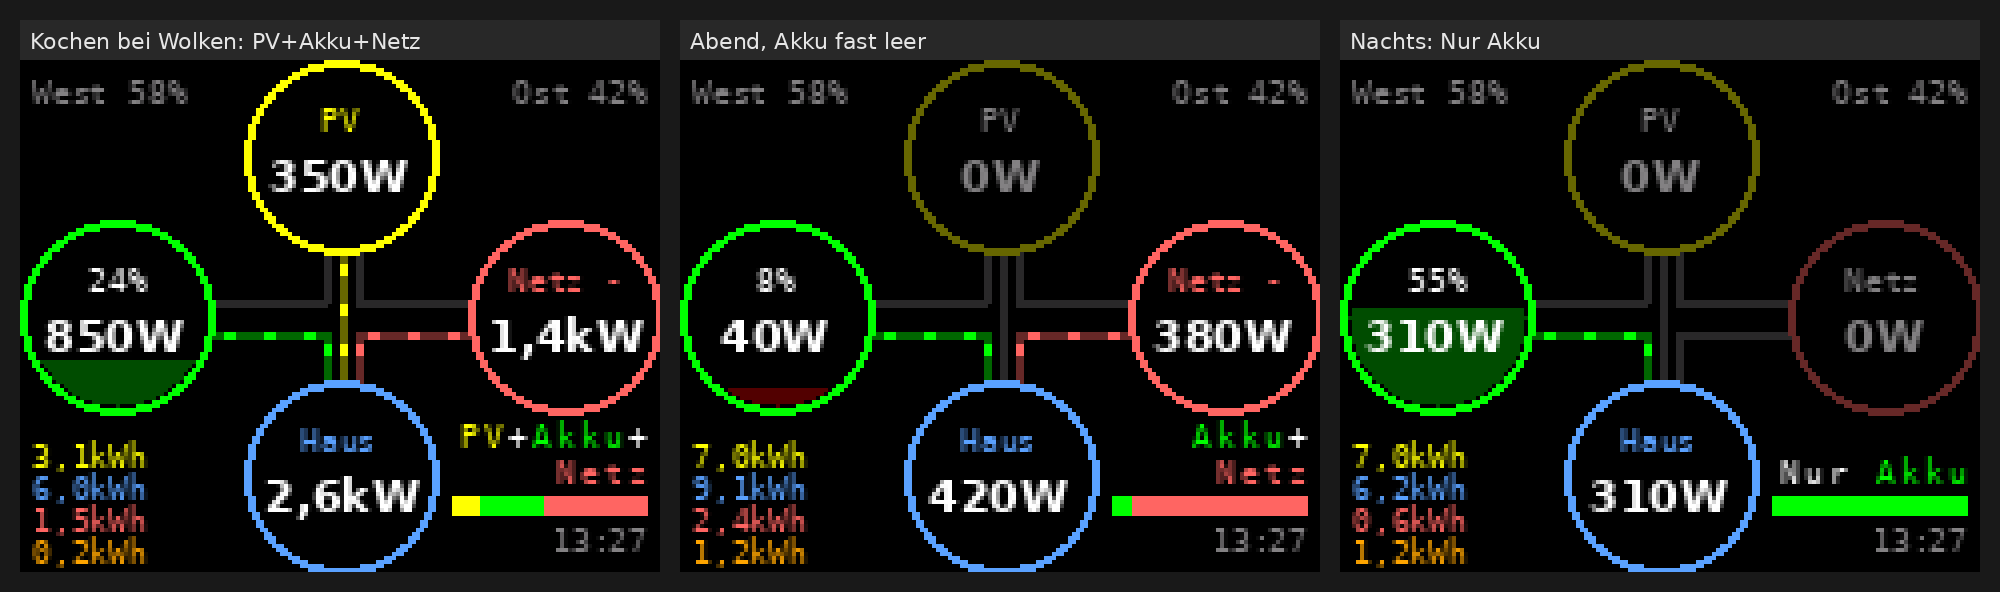 Kochen bei Wolken: PV+Akku+Netz
West 58%
Ost 42%
PV
350W
24%
850W
Netz -
1,4kW
Haus
2,6kW
PV+Akku+
Netz
3,1kWh
6,0kWh
1,5kWh
0,2kWh
13:27
Abend, Akku fast leer
West 58%
Ost 42%
PV
0W
8%
40W
Netz -
380W
Haus
420W
Akku+
Netz
7,0kWh
9,1kWh
2,4kWh
1,2kWh
13:27
Nachts: Nur Akku
West 58%
Ost 42%
PV
0W
55%
310W
Netz
0W
Haus
310W
Nur Akku
7,0kWh
6,2kWh
0,6kWh
1,2kWh
13:27